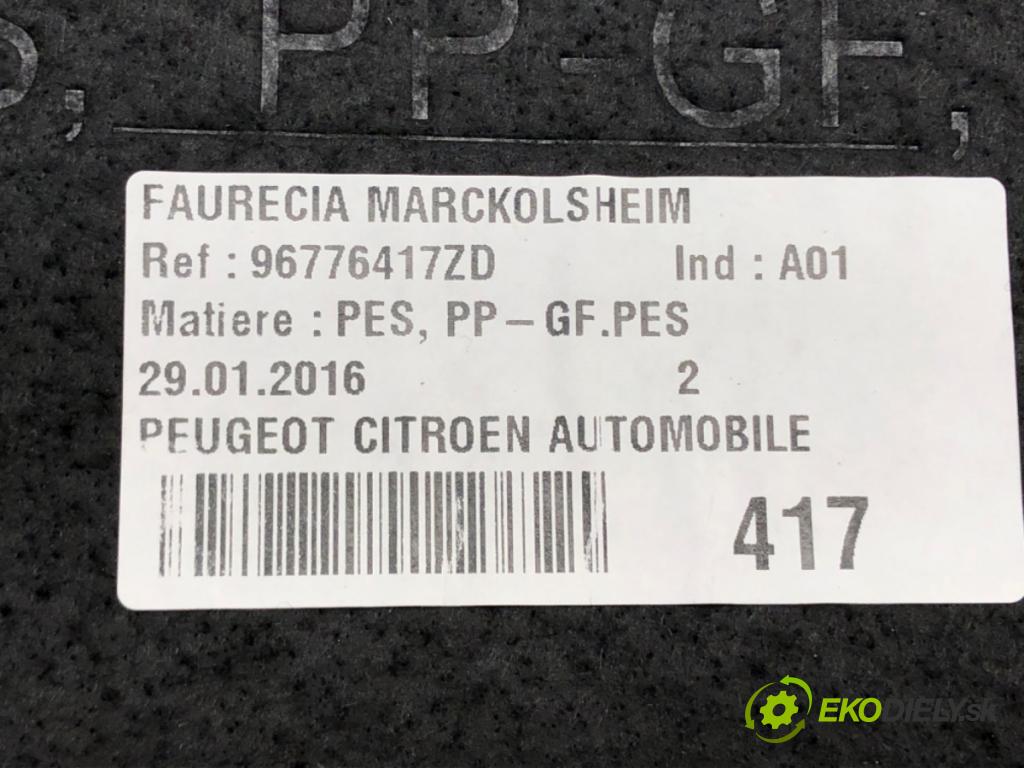 S, PP-GF,
FAURECIA MARCKOLSHEIM
Ref : 96776417ZD Ind : A01
Matiere : PES, PP-GF.PES
29.01.2016 2
PEUGEOT CITROEN AUTOMOBILE
417
EKODIELY.sk